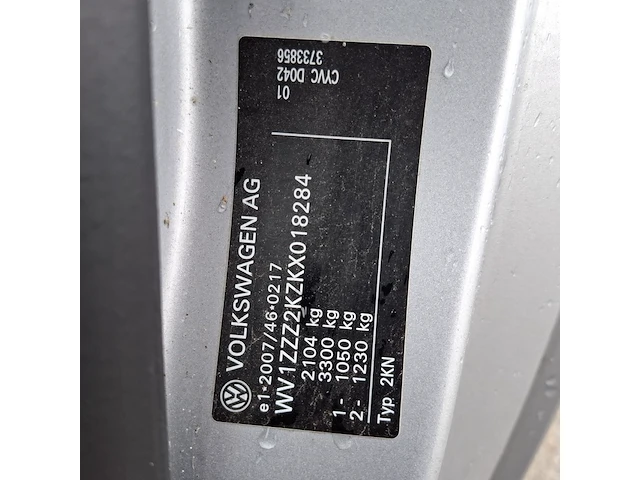 VOLKSWAGEN AG
e1*2007/46*0217
WV1ZZZ2KZKX018284
2104 kg
3300 kg
1- 1050 kg
2- 1230 kg
Typ 2KN
01
CYVC D042
3733856